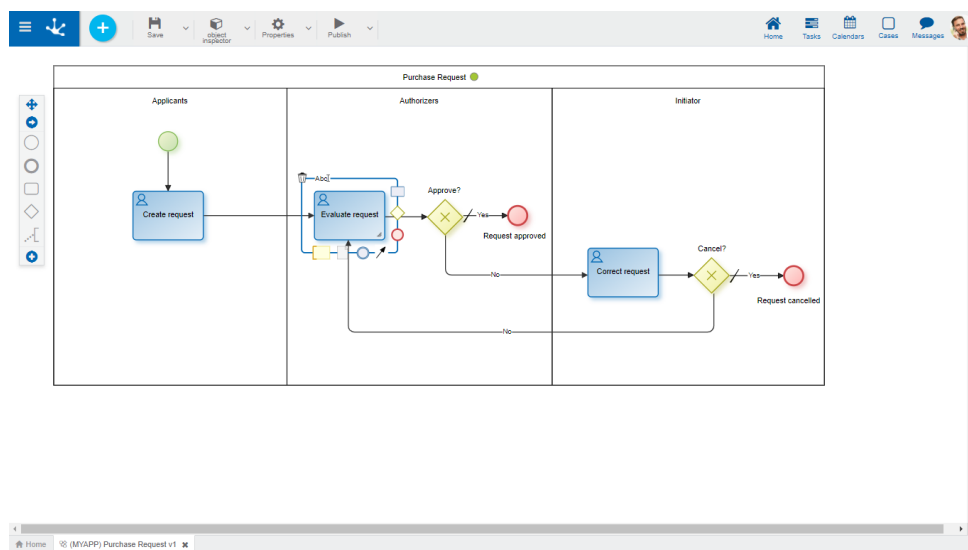 Save
object
inspector
Properties
Publish
Home
Tasks
Calendars
Cases
Messages
Purchase Request
Applicants
Authorizers
Initiator
Abc
Create request
Evaluate request
Approve?
Yes
Request approved
No
Correct request
Cancel?
Yes
Request cancelled
No
Home
(MYAPP) Purchase Request v1